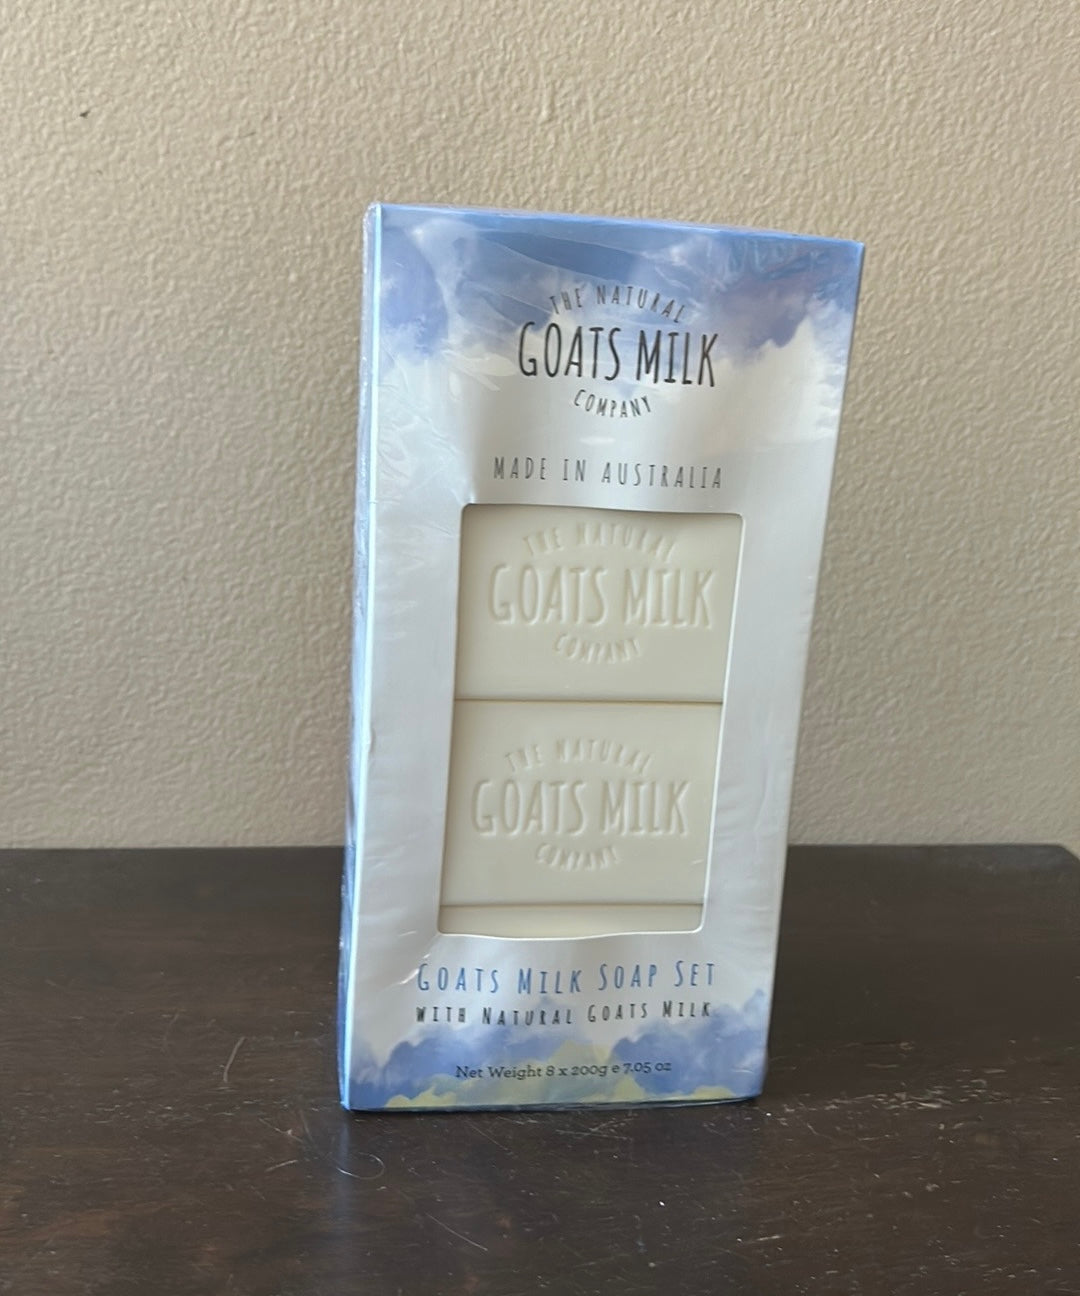 THE NATURAL
GOATS MILK
COMPANY
MADE IN AUSTRALIA
THE NATURAL
GOATS MILK
COMPANY
THE NATURAL
GOATS MILK
COMPANY
GOATS MILK SOAP SET
WITH NATURAL GOATS MILK
Net Weight 8 x 200g e 7.05 oz